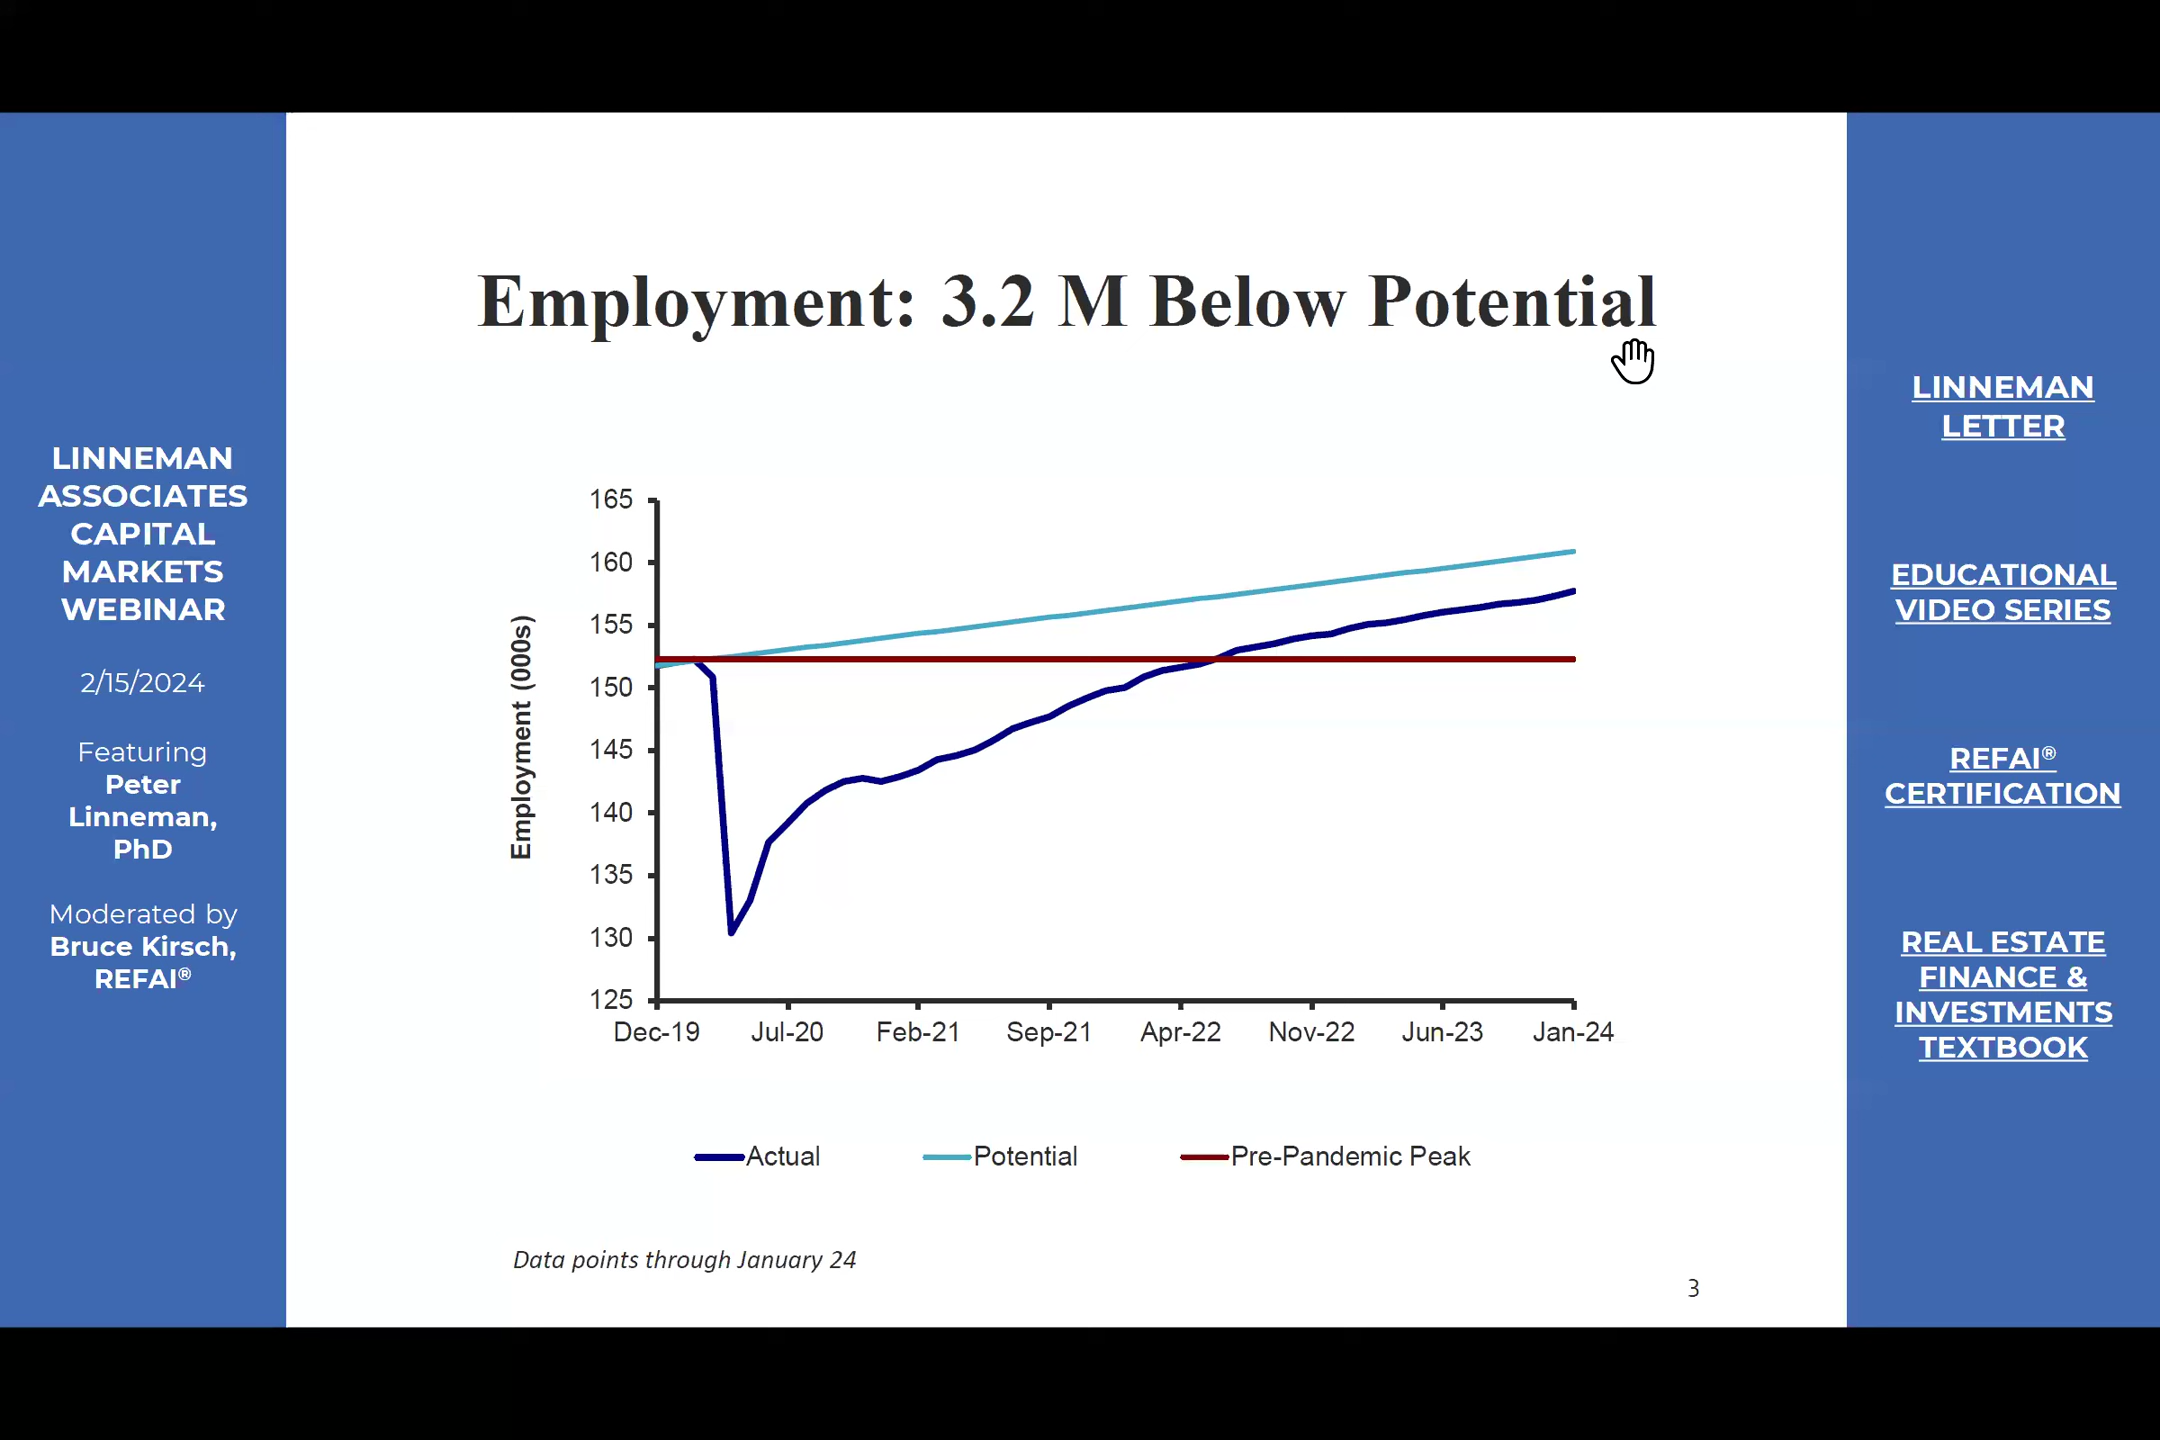 LINNEMAN
ASSOCIATES
CAPITAL
MARKETS
WEBINAR
2/15/2024
Featuring
Peter
Linneman,
PhD
Moderated by
Bruce Kirsch,
REFAI®
Employment: 3.2 M Below Potential
Employment (000s)
165
160
155
150
145
140
135
130
125
Dec-19 Jul-20 Feb-21 Sep-21 Apr-22 Nov-22 Jun-23 Jan-24
Actual Potential Pre-Pandemic Peak
Data points through January 24
3
LINNEMAN
LETTER
EDUCATIONAL
VIDEO SERIES
REFAI®
CERTIFICATION
REAL ESTATE
FINANCE &
INVESTMENTS
TEXTBOOK